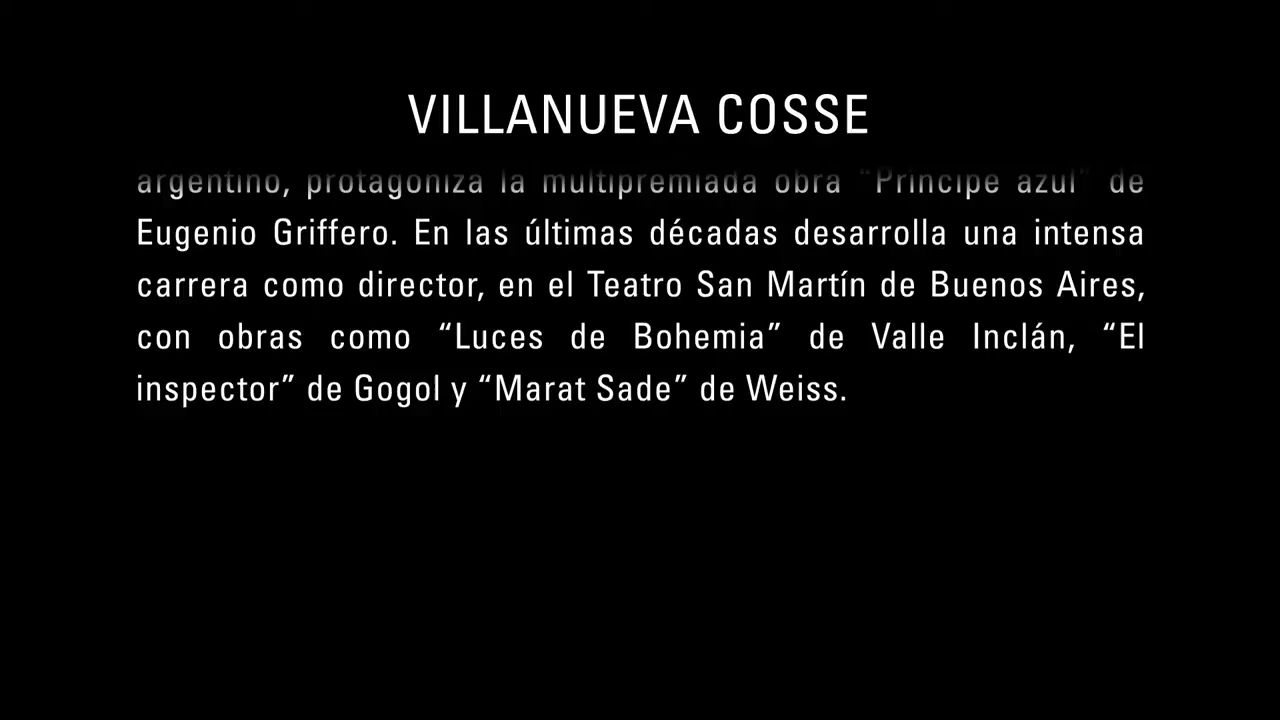 VILLANUEVA COSSE
argentino, protagoniza la multipremiada obra “Príncipe azul” de
Eugenio Griffero. En las últimas décadas desarrolla una intensa
carrera como director, en el Teatro San Martín de Buenos Aires,
con obras como “Luces de Bohemia” de Valle Inclán, “El
inspector” de Gogol y “Marat Sade” de Weiss.